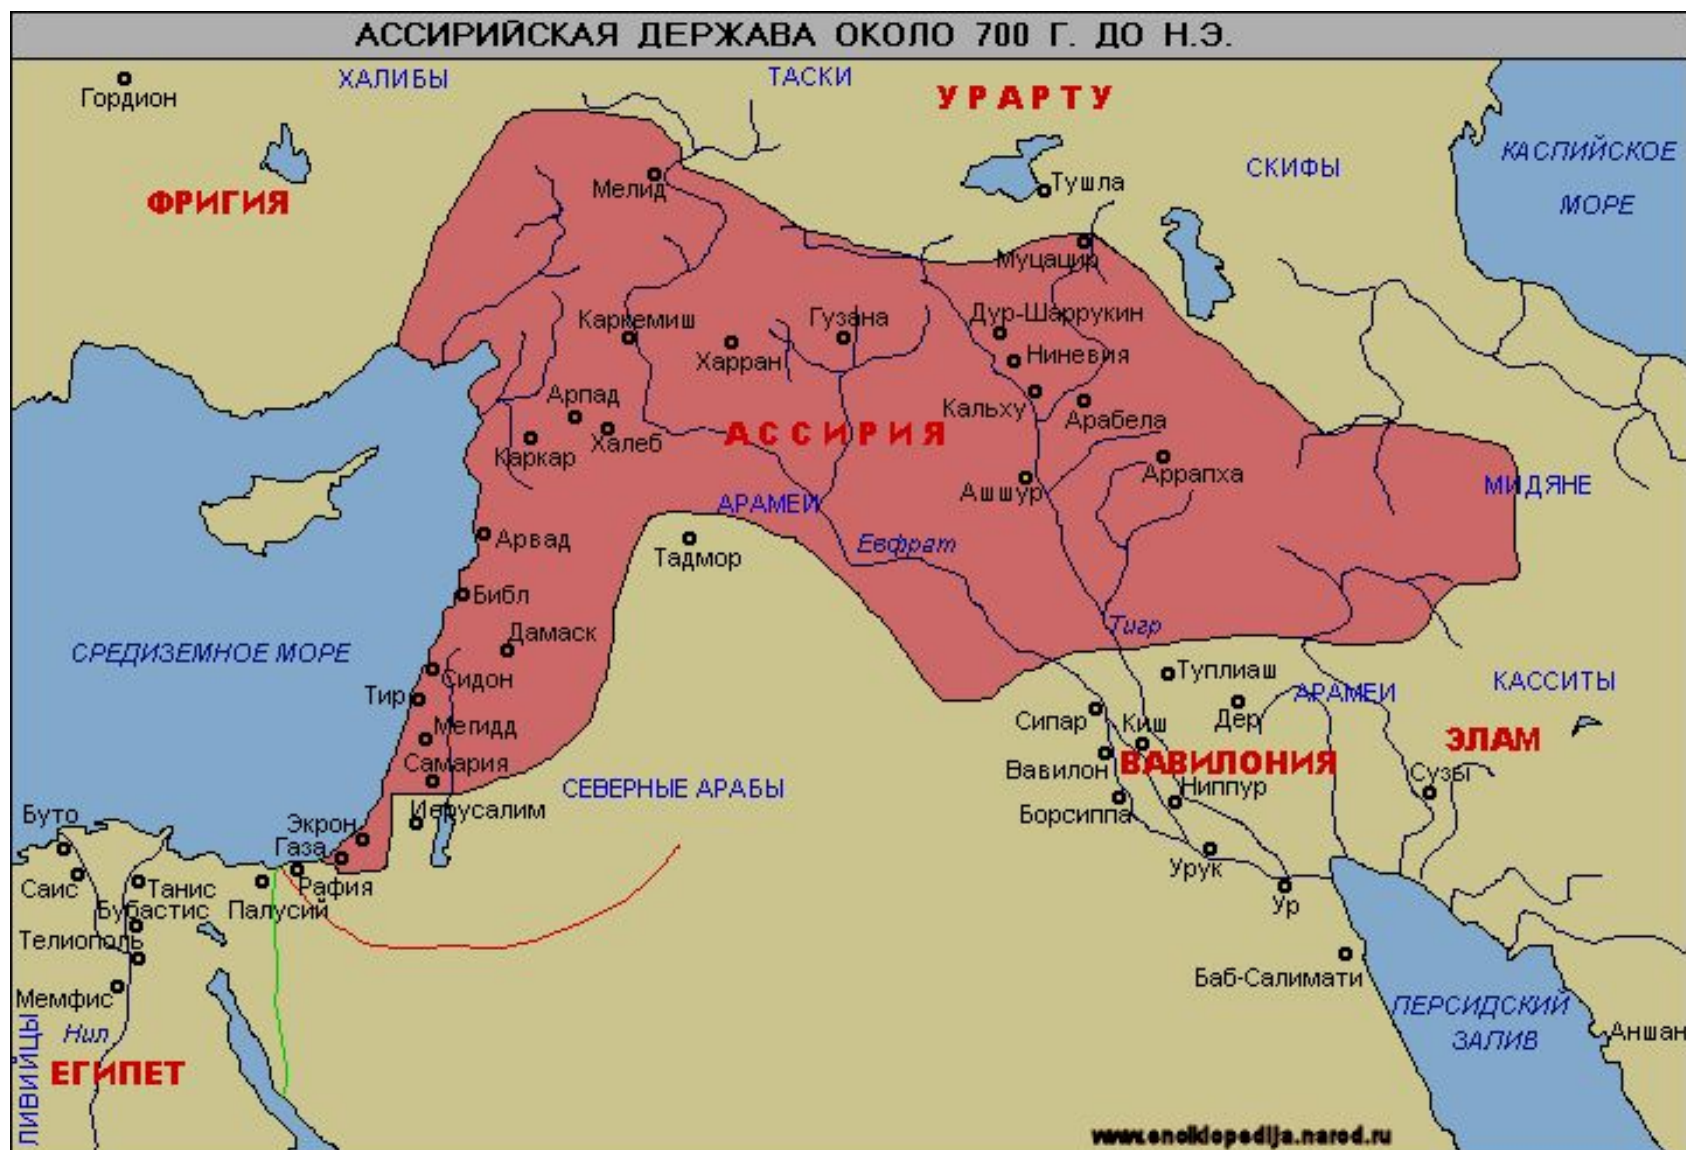 АССИРИЙСКАЯ ДЕРЖАВА ОКОЛО 700 Г. ДО Н.Э.
Гордион
ХАЛИБЫ
ТАСКИ
УРАРТУ
КАСПИЙСКОЕ
МОРЕ
СКИФЫ
Тушла
Мелид
ФРИГИЯ
Муцацир
Каркемиш
Гузана
Дур-Шаррукин
Харран
Ниневия
Арпад
Кальху
Арабела
Халеб
АССИРИЯ
Каркар
Аррапха
Ашшур
МИДЯНЕ
АРАМЕИ
Арвад
Тадмор
Евфрат
Библ
Дамаск
Тигр
СРЕДИЗЕМНОЕ МОРЕ
Сидон
Туплиаш
КАССИТЫ
Тир
АРАМЕИ
Мегидд
Сипар
Киш
Дер
ЭЛАМ
Самария
Вавилон
ВАВИЛОНИЯ
Сузы
СЕВЕРНЫЕ АРАБЫ
Ниппур
Буто
Иерусалим
Борсиппа
Экрон
Газа
Урук
Саис
Танис
Рафия
Бубастис
Палусий
Ур
Телиополь
Баб-Салимати
Мемфис
ПЕРСИДСКИЙ
ЗАЛИВ
Нил
Аншан
ЕГИПЕТ
ЛИВИЙЦЫ
www.enciklopedija.narod.ru